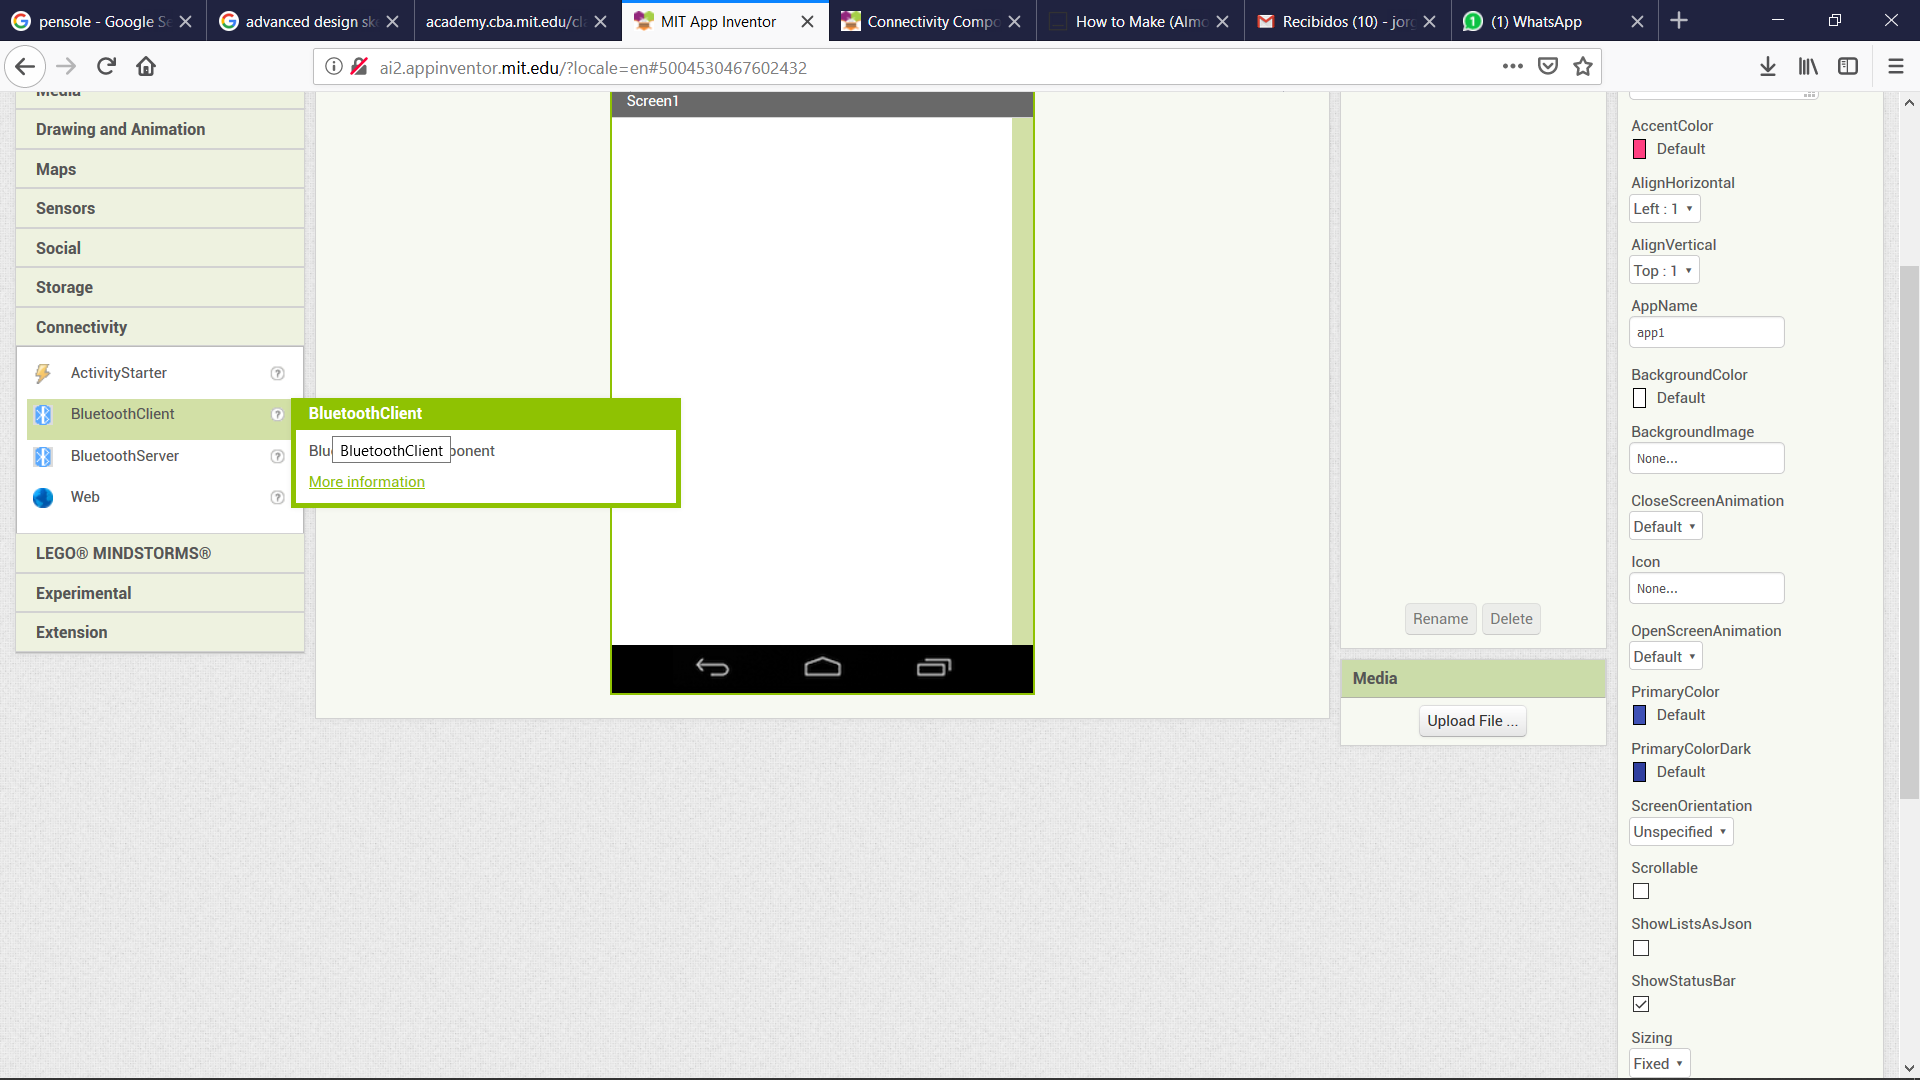 pensole - Google Se
advanced design sk
academy.cba.mit.edu/cl
MIT App Inventor
Connectivity Compo
How to Make (Almo
Recibidos (10) - jorg
(1) WhatsApp
ai2.appinventor.mit.edu/?locale=en#5004530467602432
Media
Drawing and Animation
Maps
Sensors
Social
Storage
Connectivity
ActivityStarter
BluetoothClient
BluetoothServer
Web
LEGO® MINDSTORMS®
Experimental
Extension
Screen1
BluetoothClient
Blu BluetoothClient ponent
More information
Rename Delete
Media
Upload File ...
AccentColor
Default
AlignHorizontal
Left : 1
AlignVertical
Top : 1
AppName
app1
BackgroundColor
Default
BackgroundImage
None...
CloseScreenAnimation
Default
Icon
None...
OpenScreenAnimation
Default
PrimaryColor
Default
PrimaryColorDark
Default
ScreenOrientation
Unspecified
Scrollable
ShowListsAsJson
ShowStatusBar
Sizing
Fixed